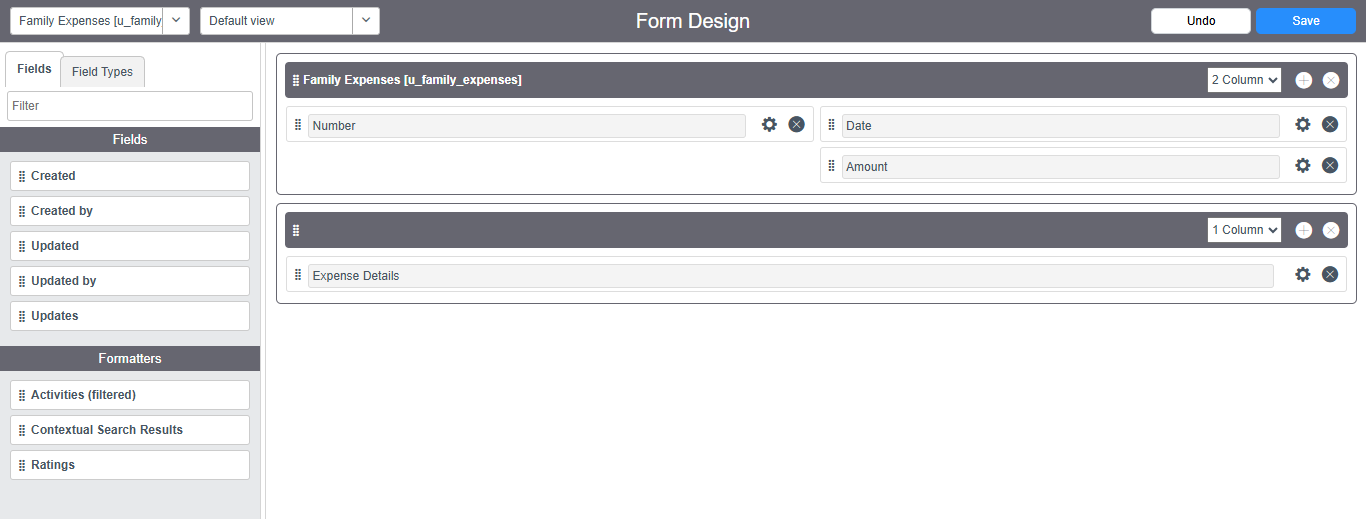 Family Expenses [u_family
Default view
Form Design
Undo
Save
Fields
Field Types
Filter
Fields
Created
Created by
Updated
Updated by
Updates
Formatters
Activities (filtered)
Contextual Search Results
Ratings
Family Expenses [u_family_expenses]
2 Column
Number
Date
Amount
1 Column
Expense Details